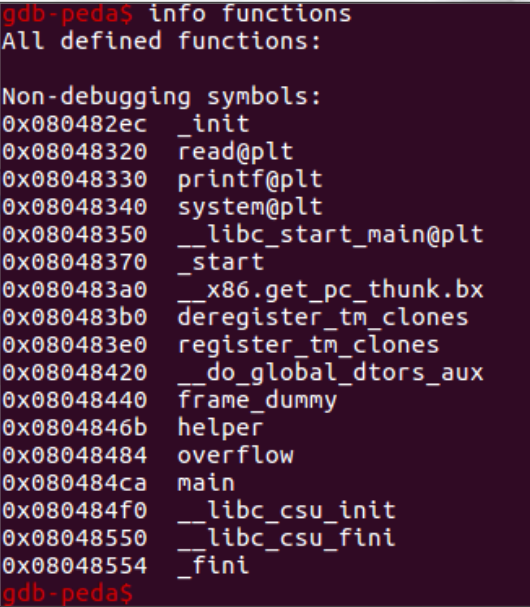 gdb-peda$ info functions
All defined functions:
Non-debugging symbols:
0x080482ec  _init
0x08048320  read@plt
0x08048330  printf@plt
0x08048340  system@plt
0x08048350  __libc_start_main@plt
0x08048370  _start
0x080483a0  __x86.get_pc_thunk.bx
0x080483b0  deregister_tm_clones
0x080483e0  register_tm_clones
0x08048420  __do_global_dtors_aux
0x08048440  frame_dummy
0x0804846b  helper
0x08048484  overflow
0x080484ca  main
0x080484f0  __libc_csu_init
0x08048550  __libc_csu_fini
0x08048554  _fini
gdb-peda$